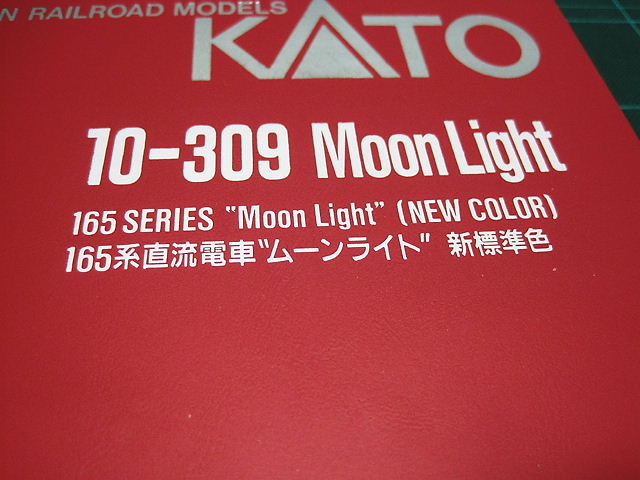 N RAILROAD MODELS
KATO
10-309 Moon Light
165 SERIES "Moon Light" (NEW COLOR)
165系直流電車"ムーンライト" 新標準色